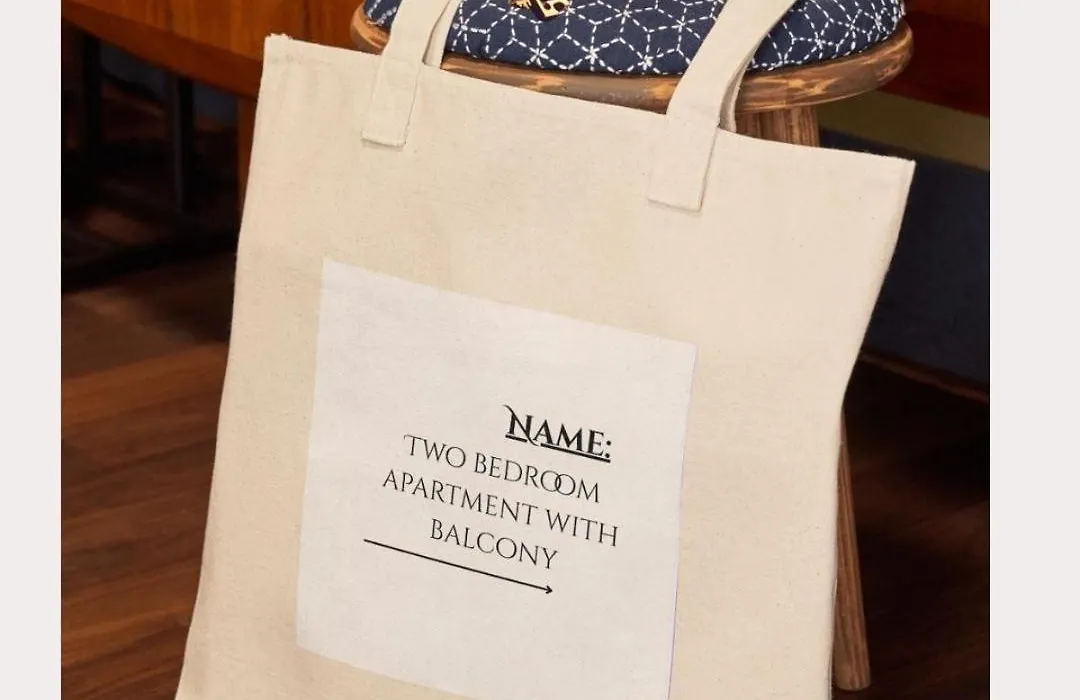 NAME:
TWO BEDROOM
APARTMENT WITH
BALCONY